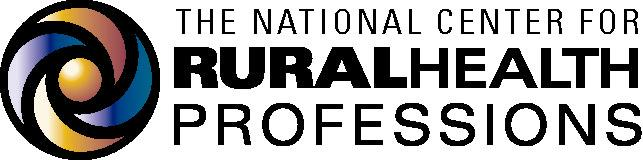 THE NATIONAL CENTER FOR
RURALHEALTH
PROFESSIONS